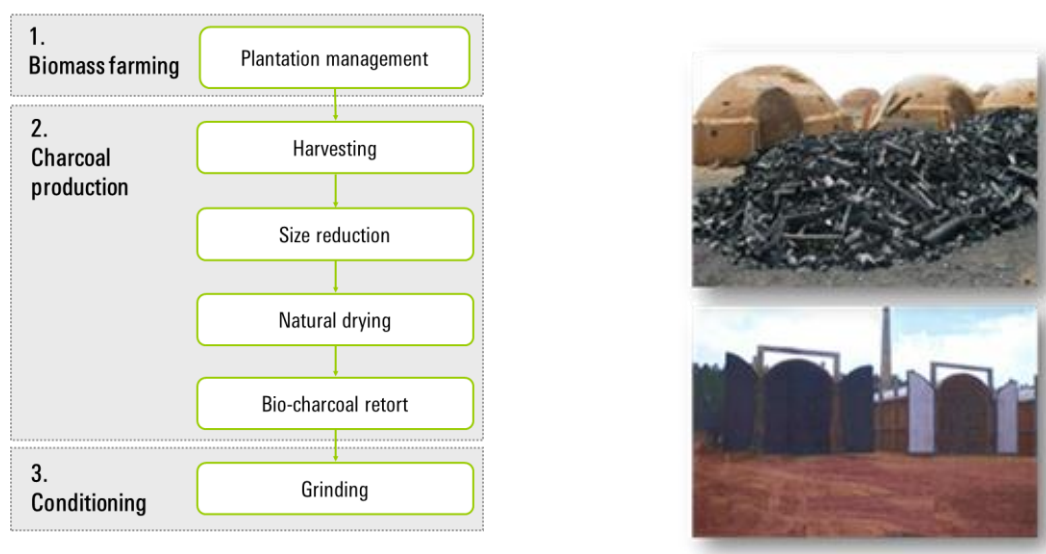 1.
Biomass farming
Plantation management
2.
Charcoal
production
Harvesting
Size reduction
Natural drying
Bio-charcoal retort
3.
Conditioning
Grinding